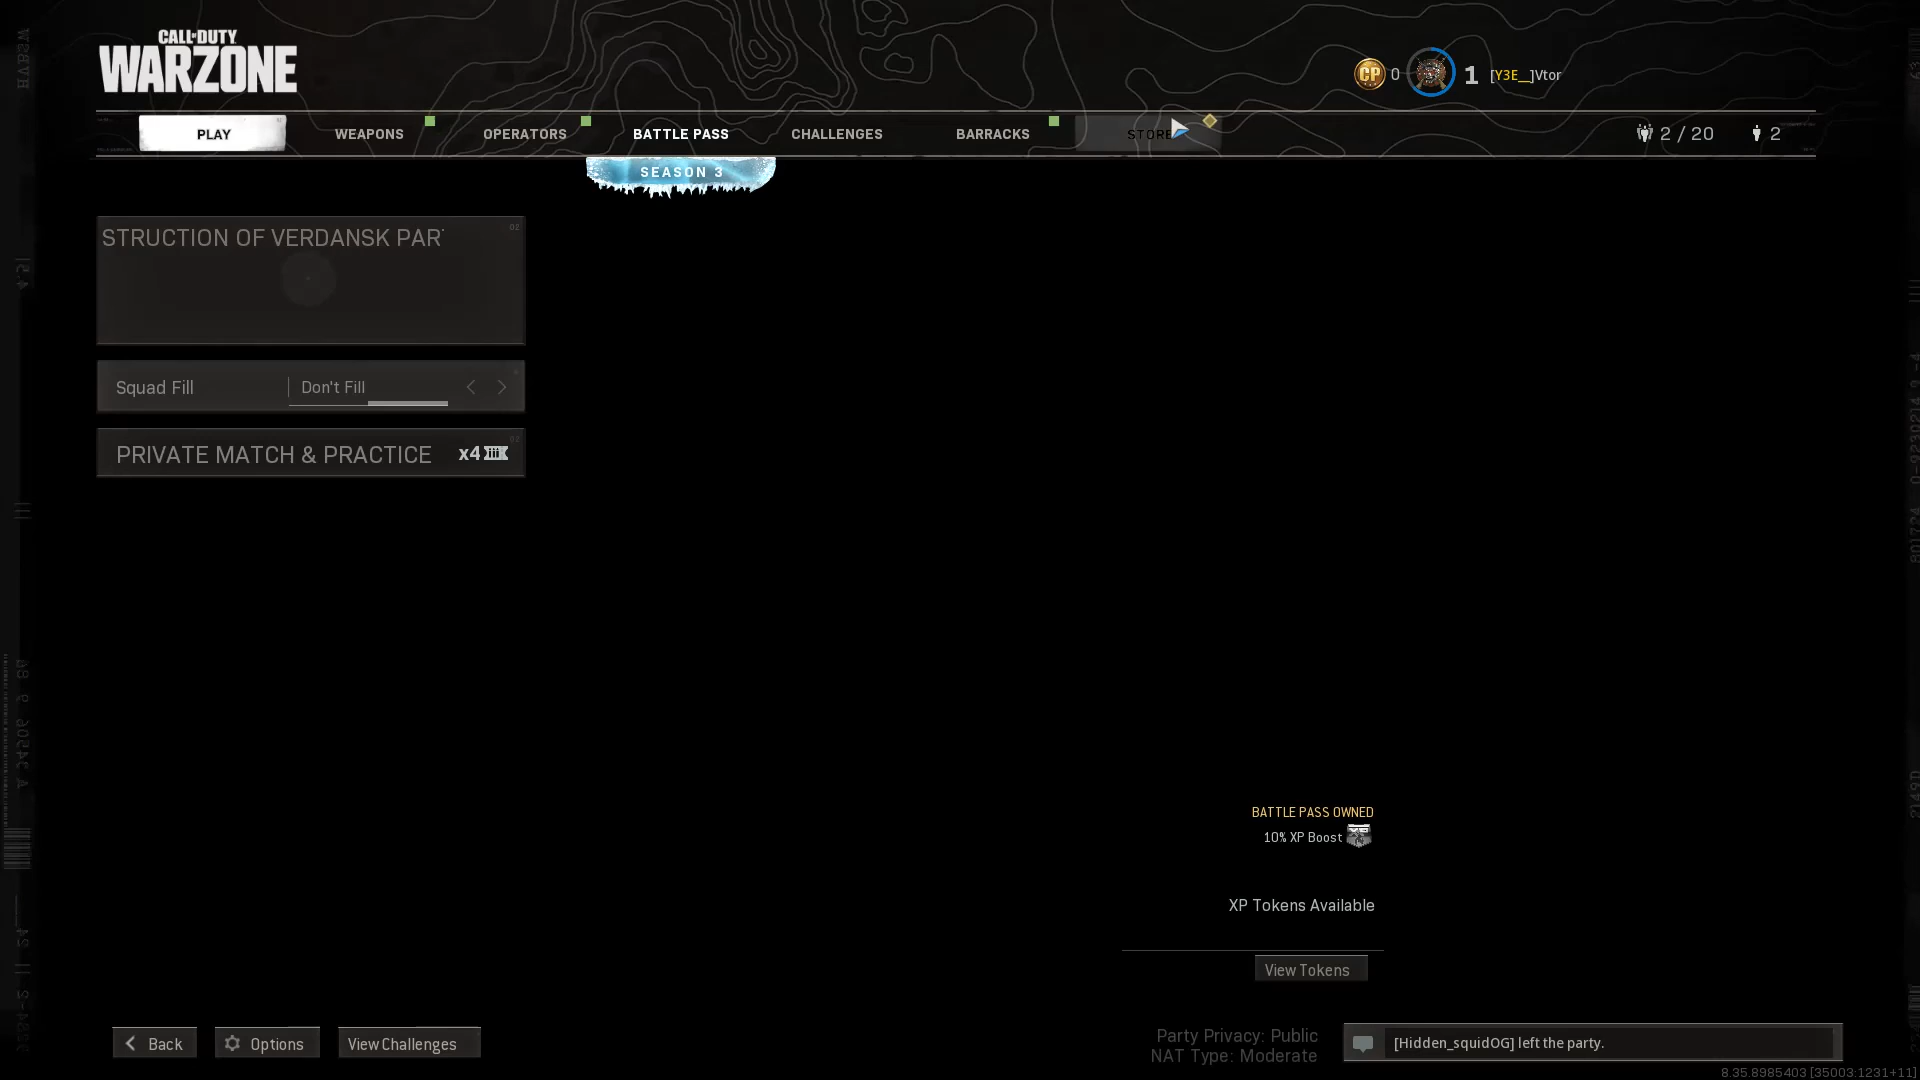 CALL OF DUTY
WARZONE
CP 0 1 [Y3E__]Vtor
PLAY WEAPONS OPERATORS BATTLE PASS CHALLENGES BARRACKS STORE 2 / 20 2
SEASON 3
STRUCTION OF VERDANSK PAR
Squad Fill Don't Fill
PRIVATE MATCH & PRACTICE x4
BATTLE PASS OWNED
10% XP Boost
XP Tokens Available
View Tokens
Back Options View Challenges
Party Privacy: Public
NAT Type: Moderate
[Hidden_squidOG] left the party.
8.35.8985403 [35003:1231+11]